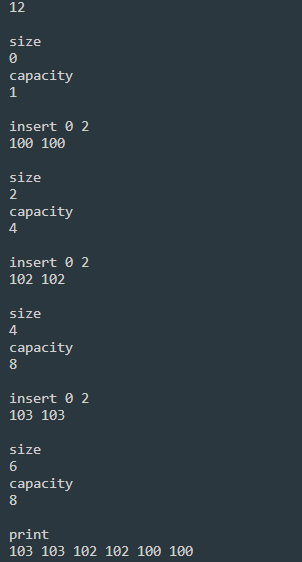 12
size
0
capacity
1
insert 0 2
100 100
size
2
capacity
4
insert 0 2
102 102
size
4
capacity
8
insert 0 2
103 103
size
6
capacity
8
print
103 103 102 102 100 100